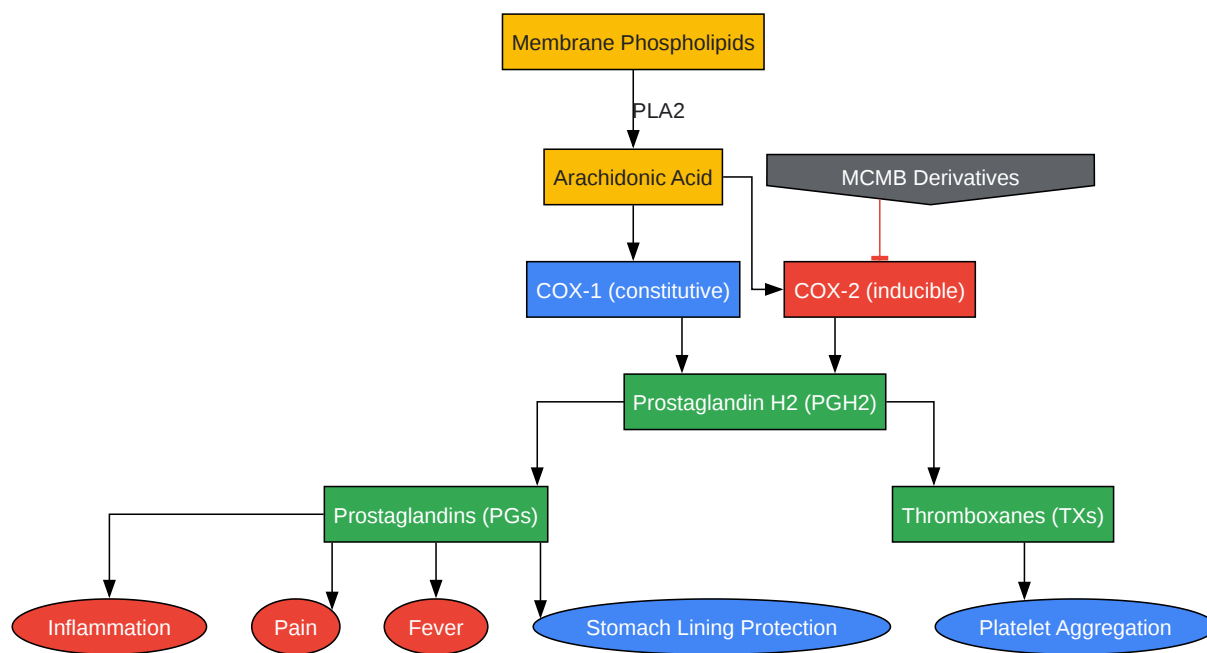 Membrane Phospholipids
PLA2
Arachidonic Acid
MCMB Derivatives
COX-1 (constitutive)
COX-2 (inducible)
Prostaglandin H2 (PGH2)
Prostaglandins (PGs)
Thromboxanes (TXs)
Inflammation
Pain
Fever
Stomach Lining Protection
Platelet Aggregation